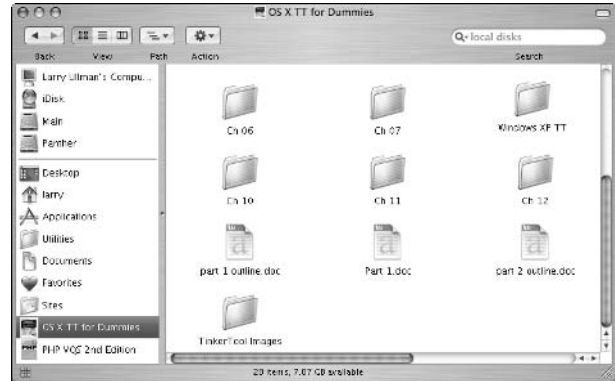 OS X TT for Dummies
local disks
Back View Path Action Search
Larry Ullman's Compu...
iDisk
Main
Panther
Desktop
larry
Applications
Utilities
Documents
Favorites
Sites
OS X TT for Dummies
PHP VQS 2nd Edition
Ch 06 Ch 07 Windows XP TT
Ch 10 Ch 11 Ch 12
part 1 outline.doc Part 1.doc part 2 outline.doc
TinkerTool Images
20 items, 7.07 GB available